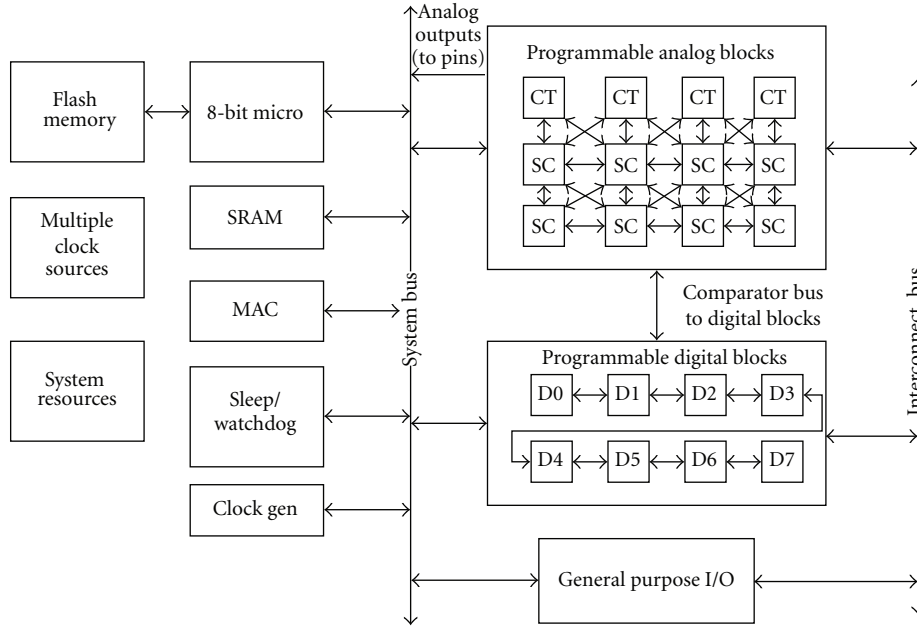 Flash
memory
8-bit micro
Multiple
clock
sources
SRAM
MAC
System
resources
Sleep/
watchdog
Clock gen
System bus
Analog
outputs
(to pins)
Programmable analog blocks
CT CT CT CT
SC SC SC SC
SC SC SC SC
Comparator bus
to digital blocks
Programmable digital blocks
D0 D1 D2 D3
D4 D5 D6 D7
General purpose I/O
Interconnect bus